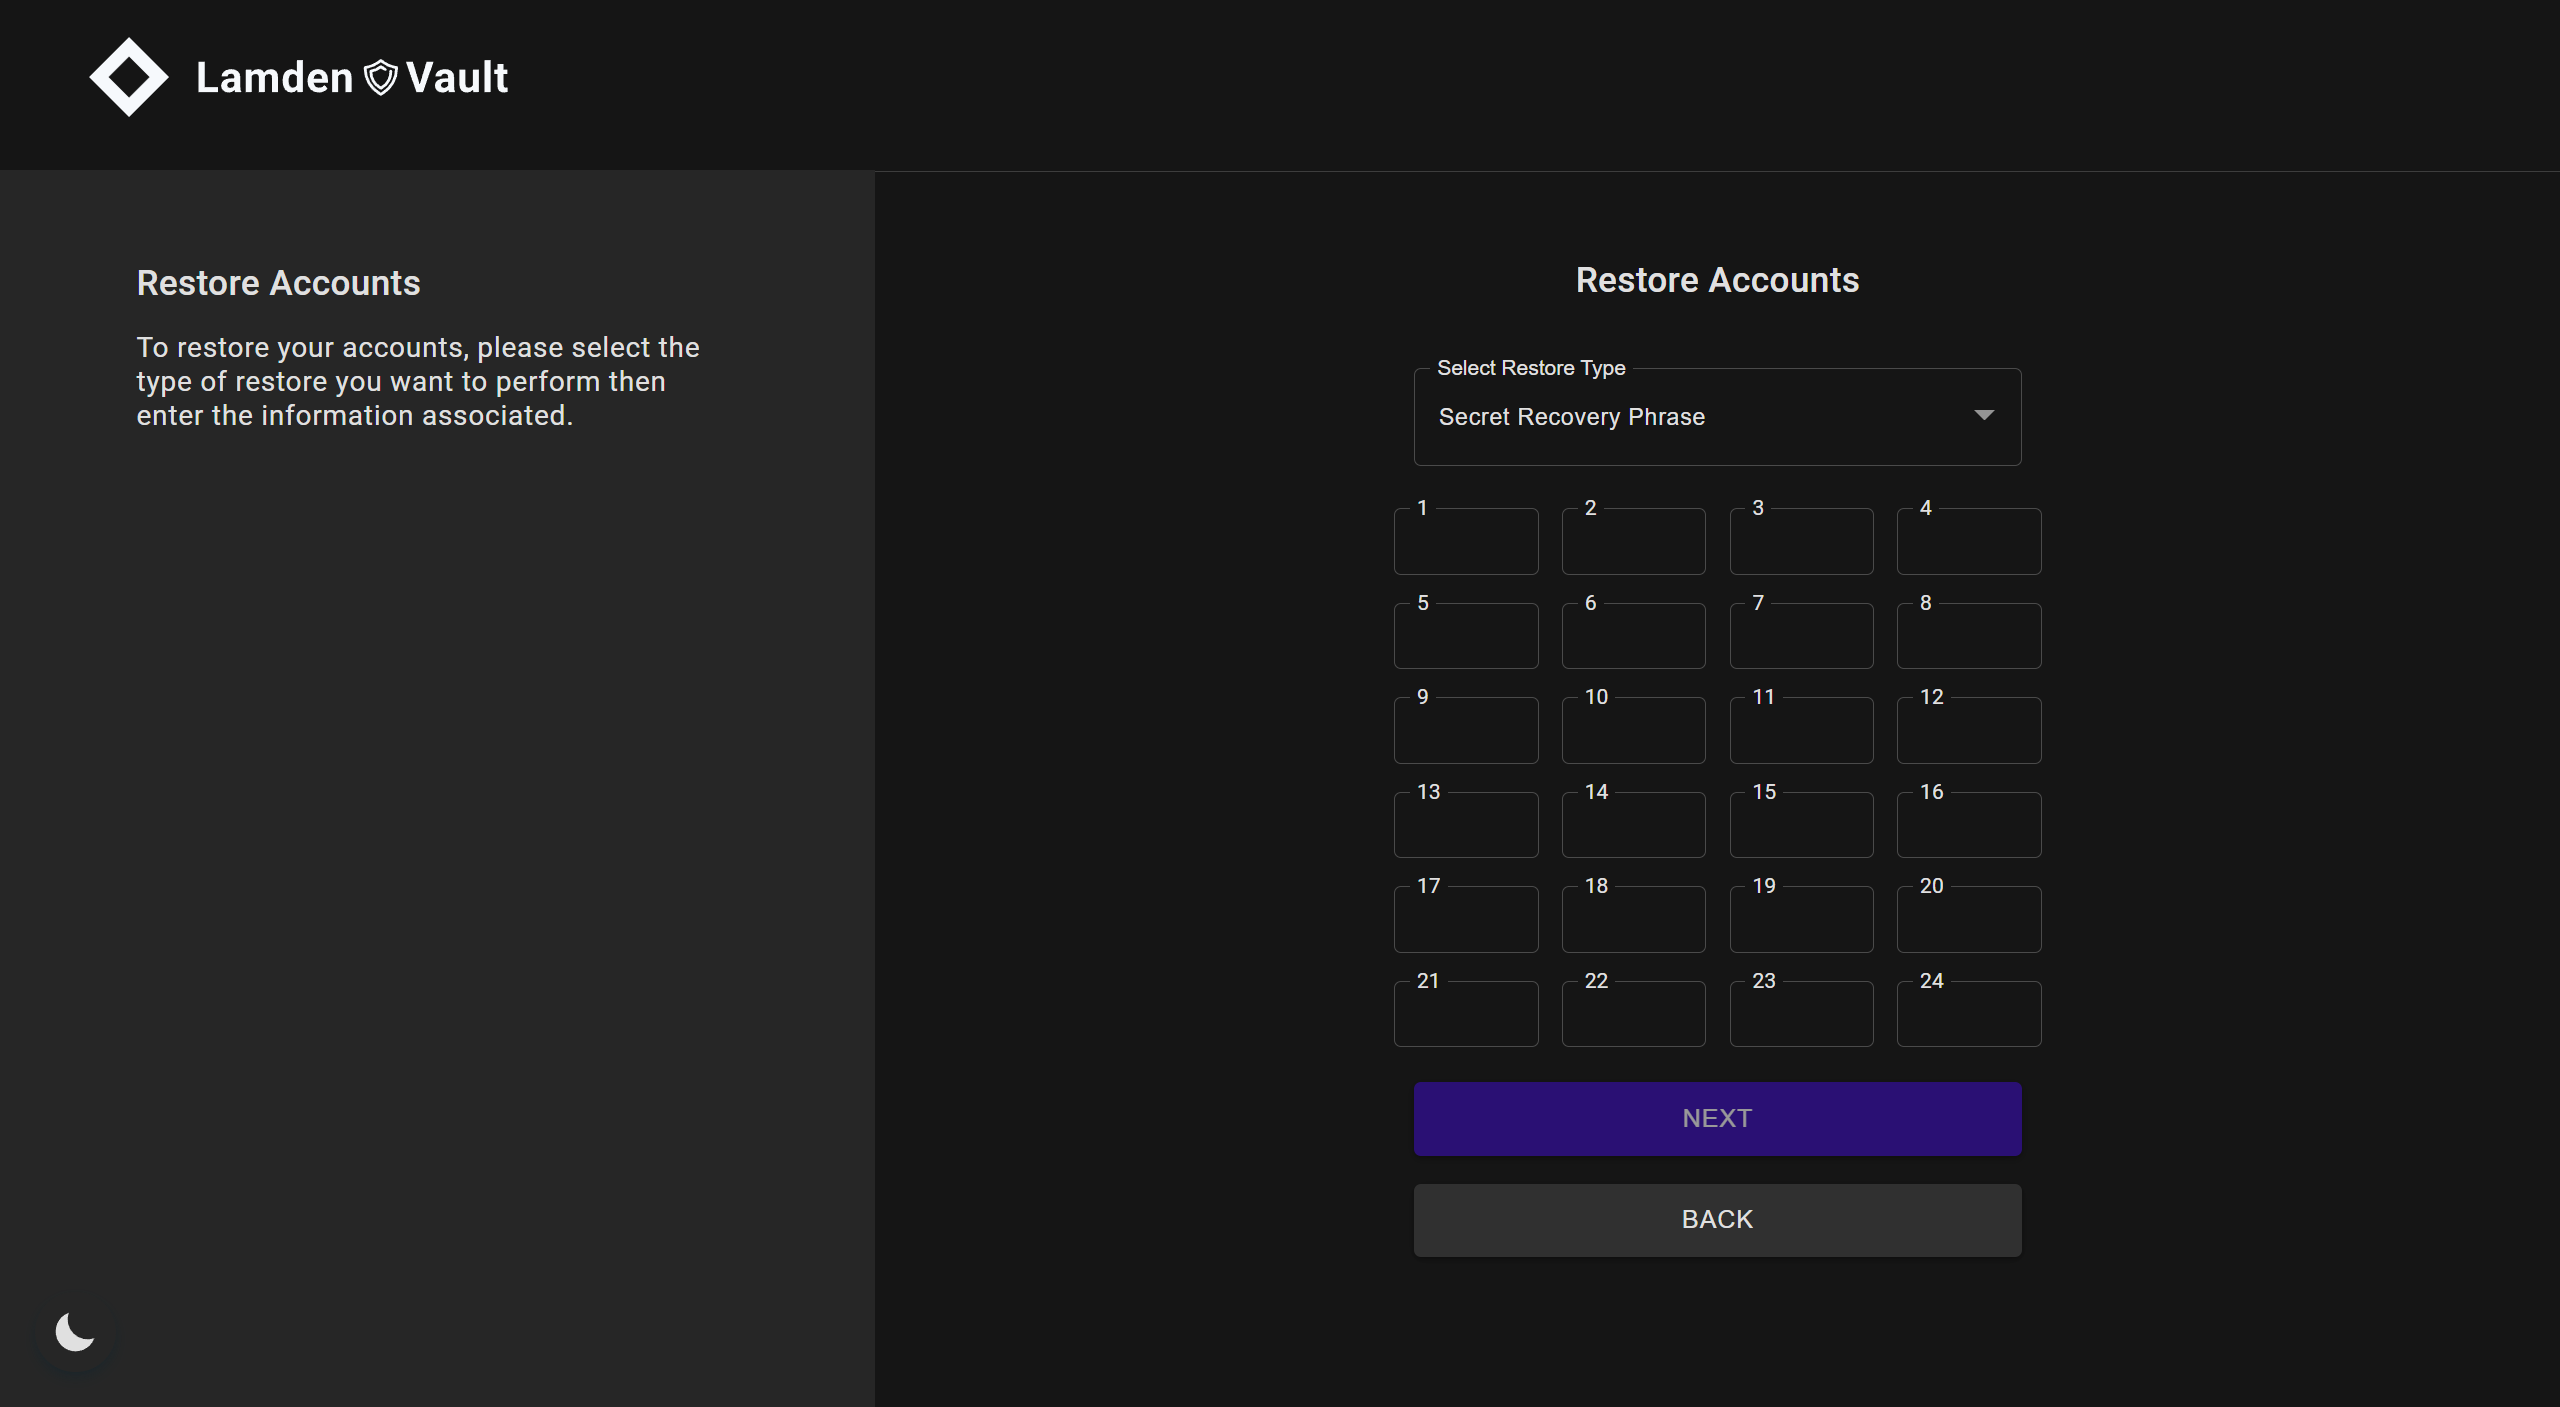 Lamden Vault
Restore Accounts
To restore your accounts, please select the
type of restore you want to perform then
enter the information associated.
Restore Accounts
Select Restore Type
Secret Recovery Phrase
1 2 3 4
5 6 7 8
9 10 11 12
13 14 15 16
17 18 19 20
21 22 23 24
NEXT
BACK